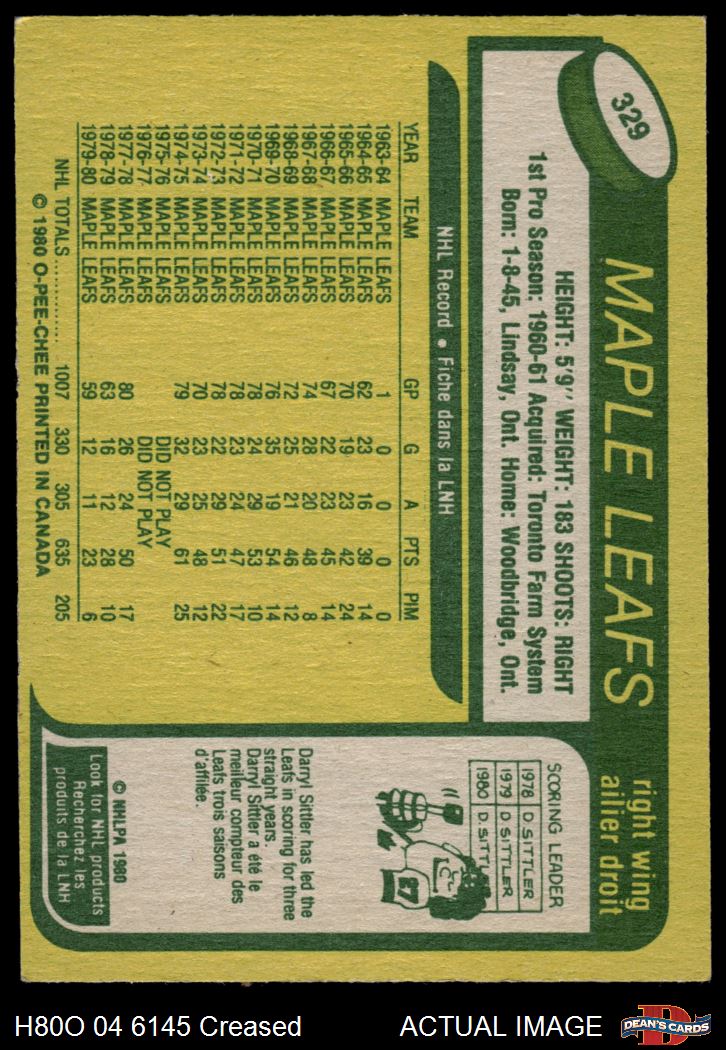 329
MAPLE LEAFS
right wing
ailier droit
HEIGHT: 5'9" WEIGHT: 183 SHOOTS: RIGHT
1st Pro Season: 1960-61 Acquired: Toronto Farm System
Born: 1-8-45, Lindsay, Ont. Home: Woodbridge, Ont.
NHL Record • Fiche dans la LNH
YEAR TEAM GP G A PTS PIM
1963-64 MAPLE LEAFS 1 0 0 0 0
1964-65 MAPLE LEAFS 62 23 16 39 14
1965-66 MAPLE LEAFS 70 19 23 42 24
1966-67 MAPLE LEAFS 67 22 23 45 14
1967-68 MAPLE LEAFS 74 28 20 48 8
1968-69 MAPLE LEAFS 72 25 21 46 12
1969-70 MAPLE LEAFS 76 35 19 54 14
1970-71 MAPLE LEAFS 78 24 29 53 10
1971-72 MAPLE LEAFS 78 23 24 47 17
1972-73 MAPLE LEAFS 78 22 29 51 22
1973-74 MAPLE LEAFS 70 23 25 48 12
1974-75 MAPLE LEAFS 79 32 29 61 25
1975-76 MAPLE LEAFS DID NOT PLAY
1976-77 MAPLE LEAFS DID NOT PLAY
1977-78 MAPLE LEAFS 80 26 24 50 17
1978-79 MAPLE LEAFS 63 16 12 28 10
1979-80 MAPLE LEAFS 59 12 11 23 6
NHL TOTALS .............. 1007 330 305 635 205
© 1980 O-PEE-CHEE PRINTED IN CANADA
SCORING LEADER
1978 D SITTLER
1979 D. SITTLER
1980 D. SITTL
27
Darryl Sittler has led the
Leafs in scoring for three
straight years.
Darryl Sittler a été le
meilleur compteur des
Leafs trois saisons
d'affilée.
© NHLPA 1980
Look for NHL products
Recherchez les
produits de la LNH
H80O 04 6145 Creased
ACTUAL IMAGE
D
DEAN'S CARDS